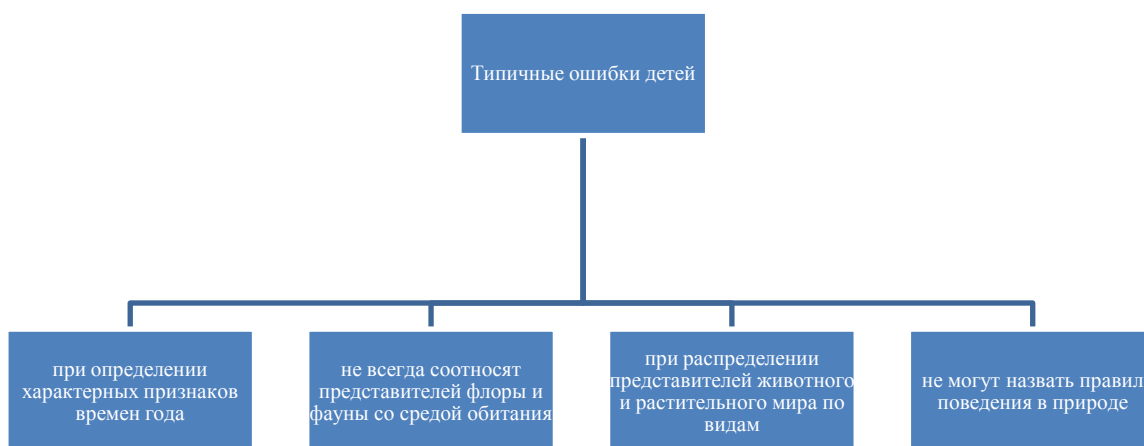 Типичные ошибки детей
при определении
характерных признаков
времен года
не всегда соотносят
представителей флоры и
фауны со средой обитания
при распределении
представителей животного
и растительного мира по
видам
не могут назвать правил
поведения в природе